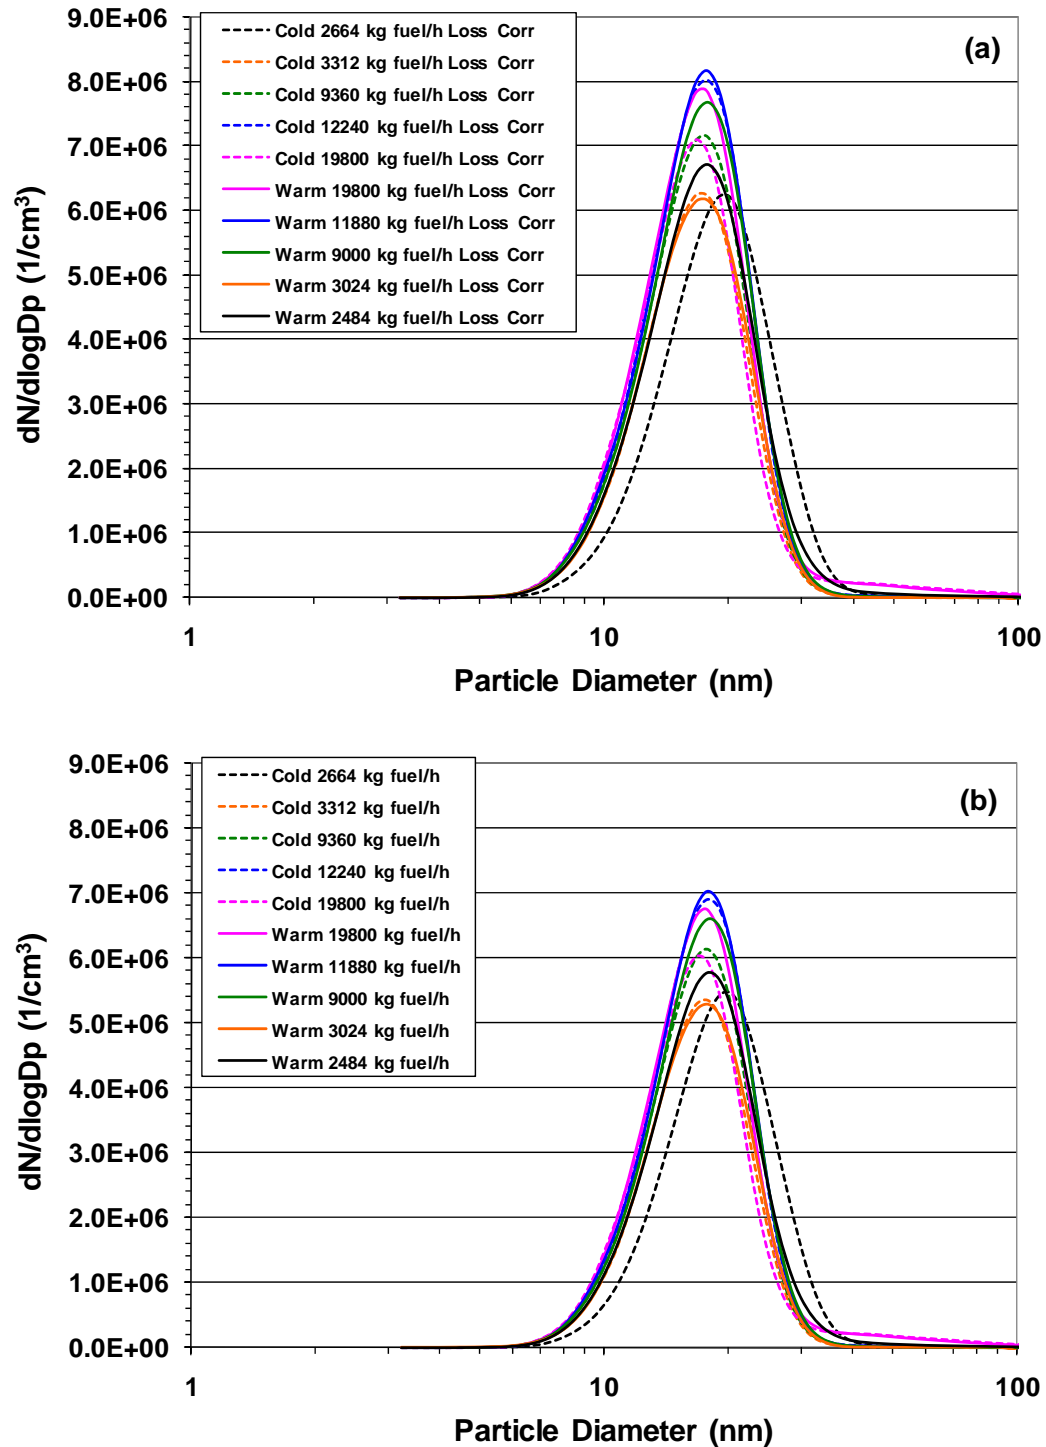 9.0E+06
8.0E+06
7.0E+06
6.0E+06
5.0E+06
4.0E+06
3.0E+06
2.0E+06
1.0E+06
0.0E+00
dN/dlogDp (1/cm³)
Cold 2664 kg fuel/h Loss Corr
Cold 3312 kg fuel/h Loss Corr
Cold 9360 kg fuel/h Loss Corr
Cold 12240 kg fuel/h Loss Corr
Cold 19800 kg fuel/h Loss Corr
Warm 19800 kg fuel/h Loss Corr
Warm 11880 kg fuel/h Loss Corr
Warm 9000 kg fuel/h Loss Corr
Warm 3024 kg fuel/h Loss Corr
Warm 2484 kg fuel/h Loss Corr
(a)
1 10 100
Particle Diameter (nm)
9.0E+06
8.0E+06
7.0E+06
6.0E+06
5.0E+06
4.0E+06
3.0E+06
2.0E+06
1.0E+06
0.0E+00
dN/dlogDp (1/cm³)
Cold 2664 kg fuel/h
Cold 3312 kg fuel/h
Cold 9360 kg fuel/h
Cold 12240 kg fuel/h
Cold 19800 kg fuel/h
Warm 19800 kg fuel/h
Warm 11880 kg fuel/h
Warm 9000 kg fuel/h
Warm 3024 kg fuel/h
Warm 2484 kg fuel/h
(b)
1 10 100
Particle Diameter (nm)